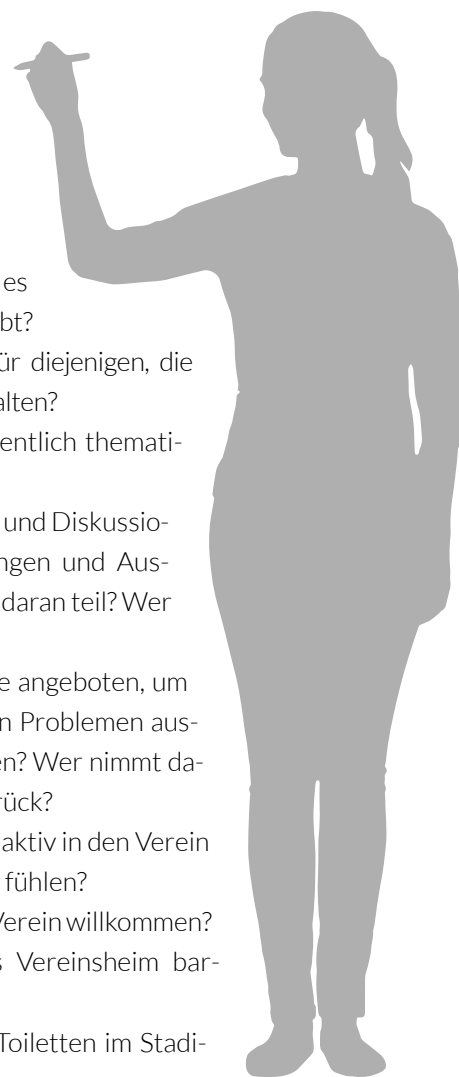 es
bt?
ür diejenigen, die
alten?
entlich themati-
und Diskussio-
ngen und Aus-
daran teil? Wer
e angeboten, um
n Problemen aus-
en? Wer nimmt da-
rück?
aktiv in den Verein
fühlen?
Verein willkommen?
s Vereinsheim bar-
Toiletten im Stadi-